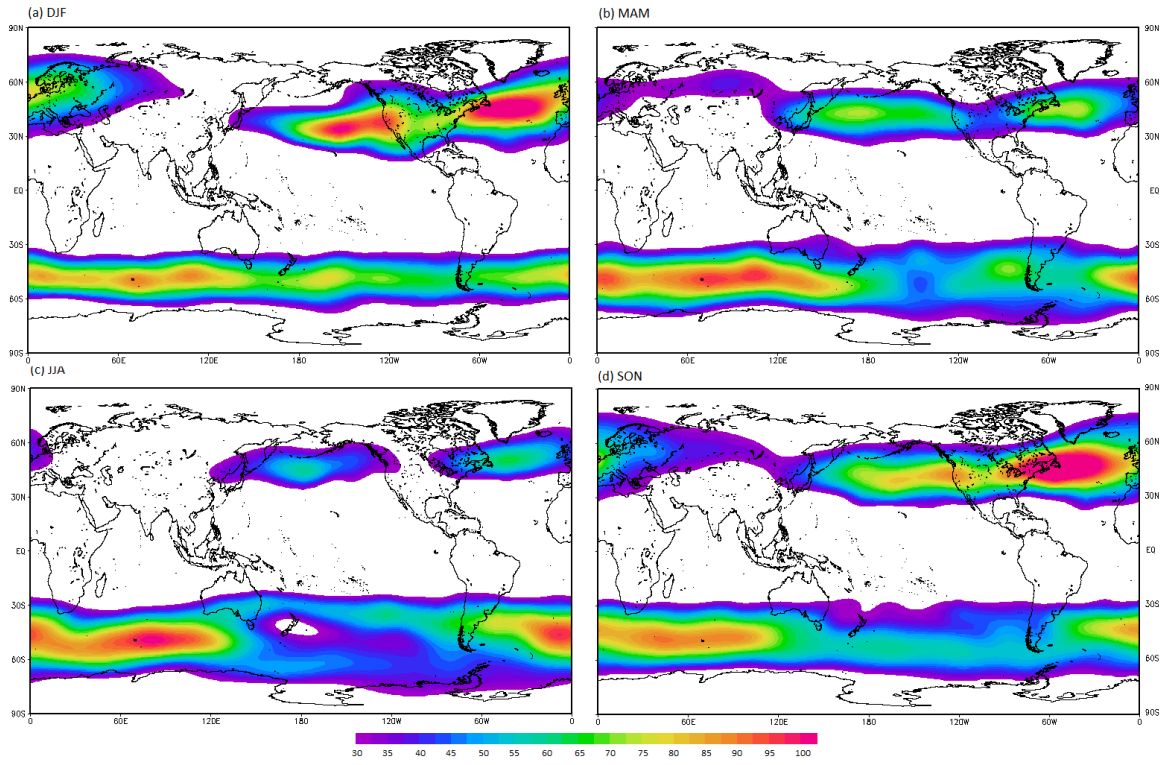 (a) DJF
(b) MAM
90N 90N
60N 60N
30N 30N
EQ EQ
30S 30S
60S 60S
90S 90S
0 60E 120E 180 120W 60W 0
0 60E 120E 180 120W 60W 0
(c) JJA
(d) SON
90N 90N
60N 60N
30N 30N
EQ EQ
30S 30S
60S 60S
90S 90S
0 60E 120E 180 120W 60W 0
0 60E 120E 180 120W 60W 0
30 35 40 45 50 55 60 65 70 75 80 85 90 95 100